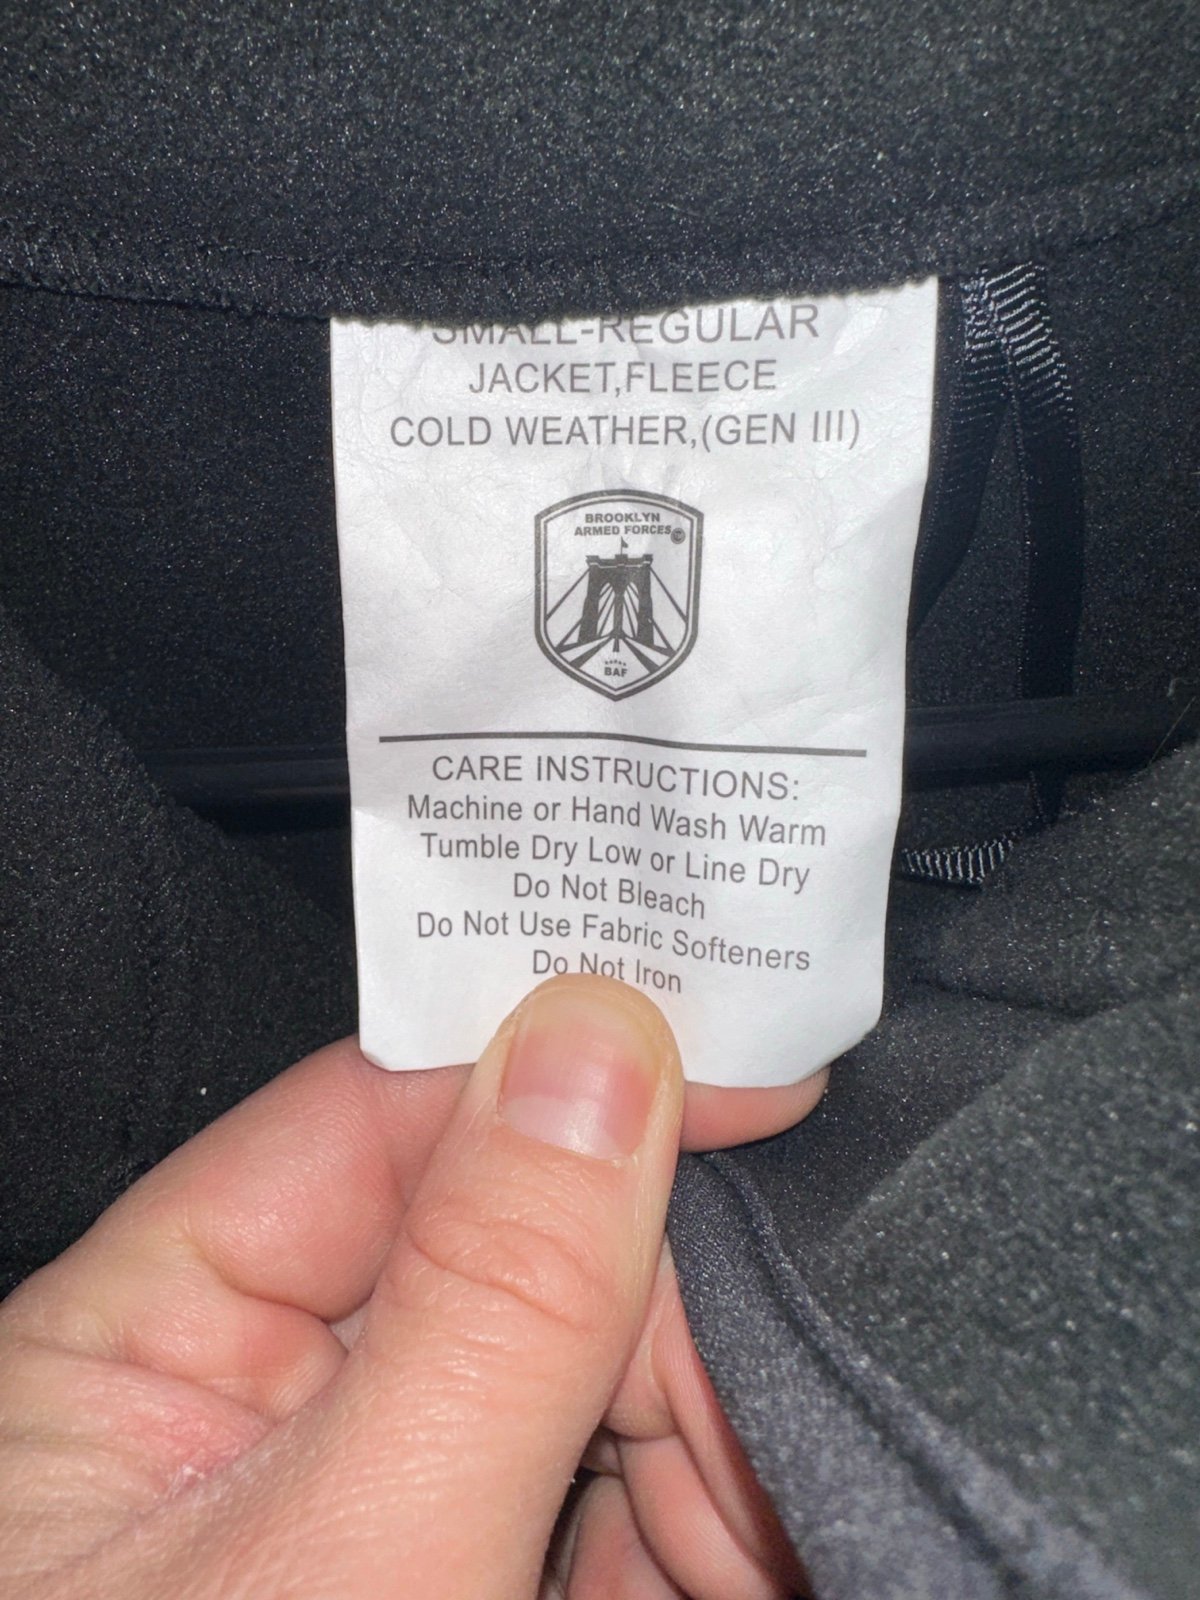 SMALL-REGULAR
JACKET,FLEECE
COLD WEATHER,(GEN III)
BROOKLYN
ARMED FORCES©
BAF
CARE INSTRUCTIONS:
Machine or Hand Wash Warm
Tumble Dry Low or Line Dry
Do Not Bleach
Do Not Use Fabric Softeners
Do Not Iron